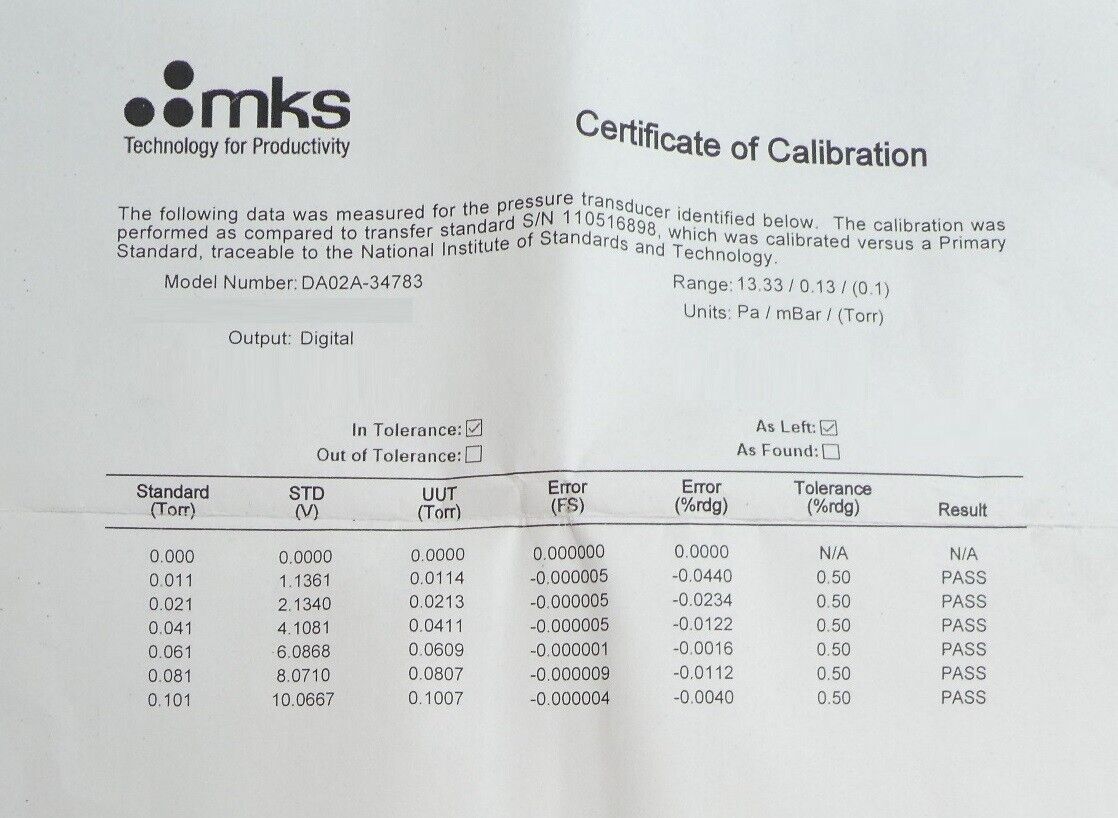 mks
Technology for Productivity
Certificate of Calibration
The following data was measured for the pressure transducer identified below. The calibration was
performed as compared to transfer standard S/N 110516898, which was calibrated versus a Primary
Standard, traceable to the National Institute of Standards and Technology.
Model Number: DA02A-34783 Range: 13.33 / 0.13 / (0.1)
Units: Pa / mBar / (Torr)
Output: Digital
In Tolerance: ☑ As Left: ☑
Out of Tolerance: ☐ As Found: ☐
Standard STD UUT Error Error Tolerance
(Torr) (V) (Torr) (FS) (%rdg) (%rdg) Result
0.000 0.0000 0.0000 0.000000 0.0000 N/A N/A
0.011 1.1361 0.0114 -0.000005 -0.0440 0.50 PASS
0.021 2.1340 0.0213 -0.000005 -0.0234 0.50 PASS
0.041 4.1081 0.0411 -0.000005 -0.0122 0.50 PASS
0.061 6.0868 0.0609 -0.000001 -0.0016 0.50 PASS
0.081 8.0710 0.0807 -0.000009 -0.0112 0.50 PASS
0.101 10.0667 0.1007 -0.000004 -0.0040 0.50 PASS